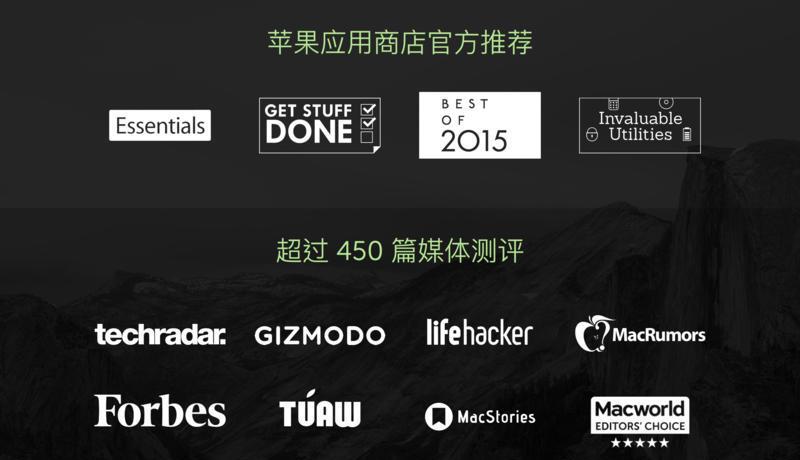 苹果应用商店官方推荐
Essentials
GET STUFF
DONE
BEST
OF
2015
Invaluable
Utilities
超过 450 篇媒体测评
techradar.
GIZMODO
lifehacker
MacRumors
Forbes
TÚAW
MacStories
Macworld
EDITORS' CHOICE